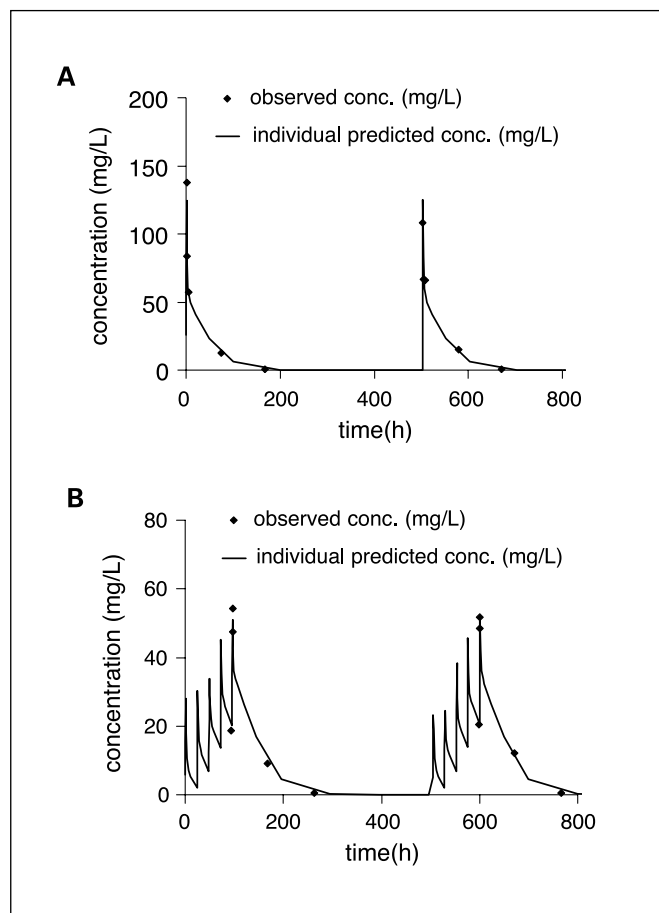 A
observed conc. (mg/L)
individual predicted conc. (mg/L)
concentration (mg/L)
200
150
100
50
0
0 200 400 600 800
time(h)
B
observed conc. (mg/L)
individual predicted conc. (mg/L)
concentration (mg/L)
80
60
40
20
0
0 200 400 600 800
time(h)